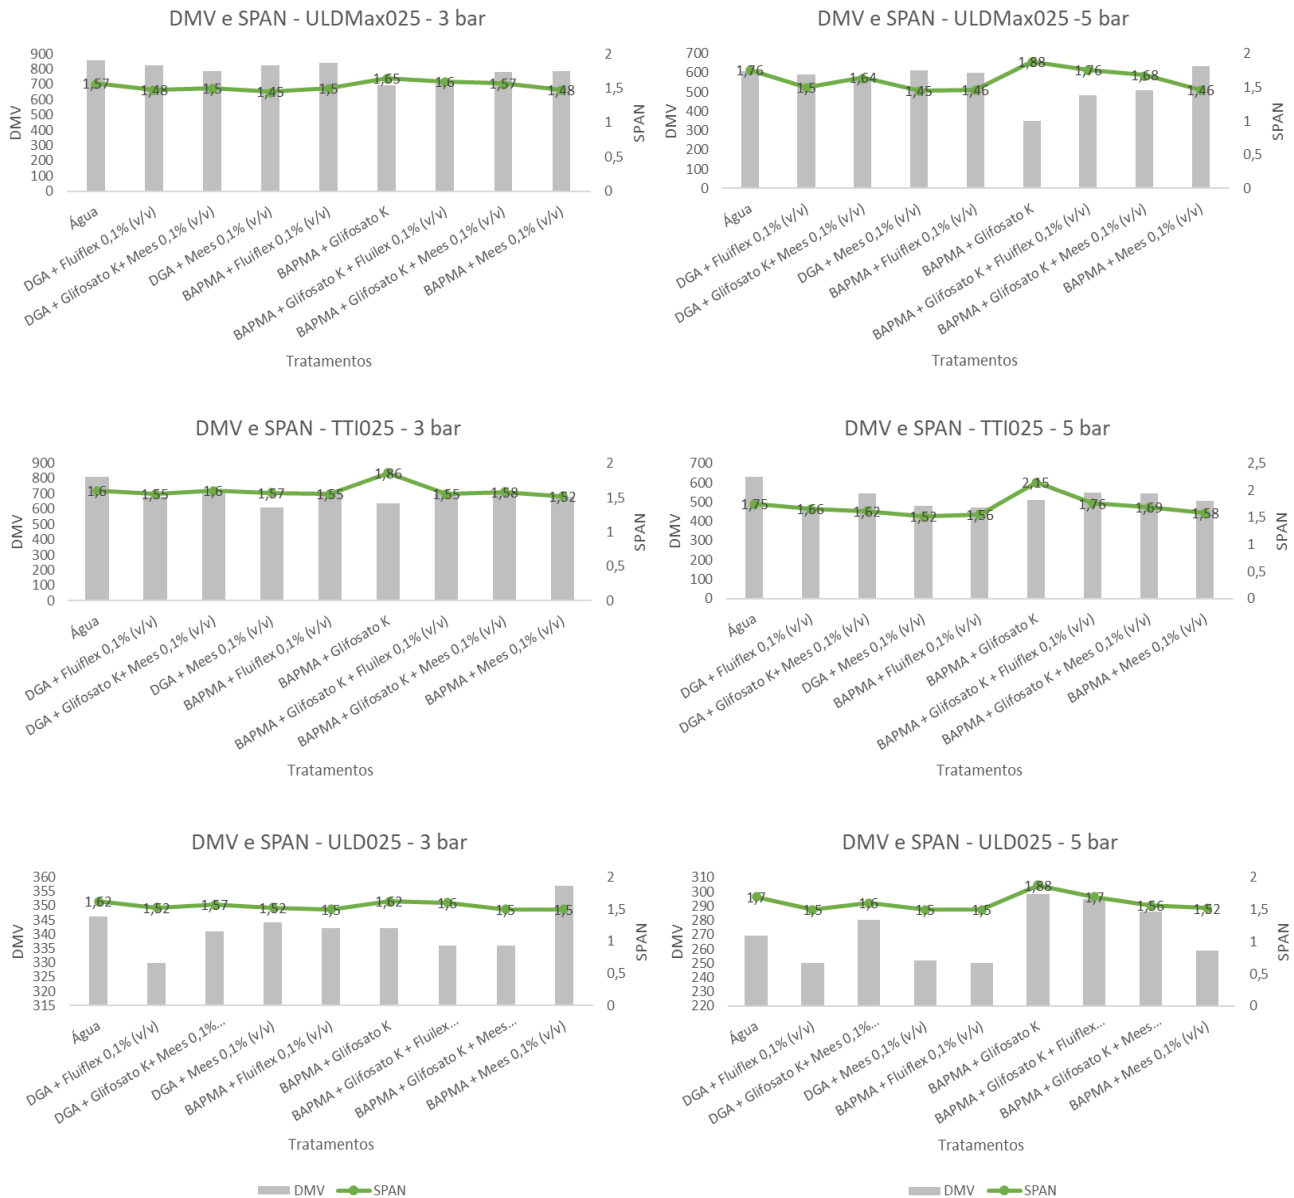 DMV e SPAN - ULDMax025 - 3 bar
900
800
700
600
500
400
300
200
100
0
DMV
2
1,5
1
0,5
0
SPAN
1,57
1,48
1,5
1,45
1,5
1,65
1,6
1,57
1,48
Água
DGA + Fluiflex 0,1% (v/v)
DGA + Glifosato K+ Mees 0,1% (v/v)
DGA + Mees 0,1% (v/v)
BAPMA + Fluiflex 0,1% (v/v)
BAPMA + Glifosato K
BAPMA + Glifosato K + Fluilex 0,1% (v/v)
BAPMA + Glifosato K + Mees 0,1% (v/v)
BAPMA + Mees 0,1% (v/v)
Tratamentos
DMV e SPAN - ULDMax025 -5 bar
700
600
500
400
300
200
100
0
DMV
2
1,5
1
0,5
0
SPAN
1,76
1,5
1,64
1,45
1,46
1,88
1,76
1,68
1,46
Água
DGA + Fluiflex 0,1% (v/v)
DGA + Glifosato K+ Mees 0,1% (v/v)
DGA + Mees 0,1% (v/v)
BAPMA + Fluiflex 0,1% (v/v)
BAPMA + Glifosato K
BAPMA + Glifosato K + Fluiflex 0,1% (v/v)
BAPMA + Glifosato K + Mees 0,1% (v/v)
BAPMA + Mees 0,1% (v/v)
Tratamentos
DMV e SPAN - TTI025 - 3 bar
900
800
700
600
500
400
300
200
100
0
DMV
2
1,5
1
0,5
0
SPAN
1,6
1,55
1,6
1,57
1,55
1,86
1,55
1,58
1,52
Água
DGA + Fluiflex 0,1% (v/v)
DGA + Glifosato K+ Mees 0,1% (v/v)
DGA + Mees 0,1% (v/v)
BAPMA + Fluiflex 0,1% (v/v)
BAPMA + Glifosato K
BAPMA + Glifosato K + Fluilex 0,1% (v/v)
BAPMA + Glifosato K + Mees 0,1% (v/v)
BAPMA + Mees 0,1% (v/v)
Tratamentos
DMV e SPAN - TTI025 - 5 bar
700
600
500
400
300
200
100
0
DMV
2,5
2
1,5
1
0,5
0
SPAN
1,75
1,66
1,62
1,52
1,56
2,15
1,76
1,69
1,58
Água
DGA + Fluiflex 0,1% (v/v)
DGA + Glifosato K+ Mees 0,1% (v/v)
DGA + Mees 0,1% (v/v)
BAPMA + Fluiflex 0,1% (v/v)
BAPMA + Glifosato K
BAPMA + Glifosato K + Fluiflex 0,1% (v/v)
BAPMA + Glifosato K + Mees 0,1% (v/v)
BAPMA + Mees 0,1% (v/v)
Tratamentos
DMV e SPAN - ULD025 - 3 bar
360
355
350
345
340
335
330
325
320
315
DMV
2
1,5
1
0,5
0
SPAN
1,62
1,52
1,57
1,52
1,5
1,62
1,6
1,5
1,5
Água
DGA + Fluiflex 0,1% (v/v)
DGA + Glifosato K+ Mees 0,1%...
DGA + Mees 0,1% (v/v)
BAPMA + Fluiflex 0,1% (v/v)
BAPMA + Glifosato K
BAPMA + Glifosato K + Fluilex...
BAPMA + Glifosato K + Mees...
BAPMA + Mees 0,1% (v/v)
Tratamentos
DMV SPAN
DMV e SPAN - ULD025 - 5 bar
310
300
290
280
270
260
250
240
230
220
DMV
2
1,5
1
0,5
0
SPAN
1,7
1,5
1,6
1,5
1,5
1,88
1,7
1,56
1,52
Água
DGA + Fluiflex 0,1% (v/v)
DGA + Glifosato K+ Mees 0,1%...
DGA + Mees 0,1% (v/v)
BAPMA + Fluiflex 0,1% (v/v)
BAPMA + Glifosato K
BAPMA + Glifosato K + Fluiflex...
BAPMA + Glifosato K + Mees...
BAPMA + Mees 0,1% (v/v)
Tratamentos
DMV SPAN